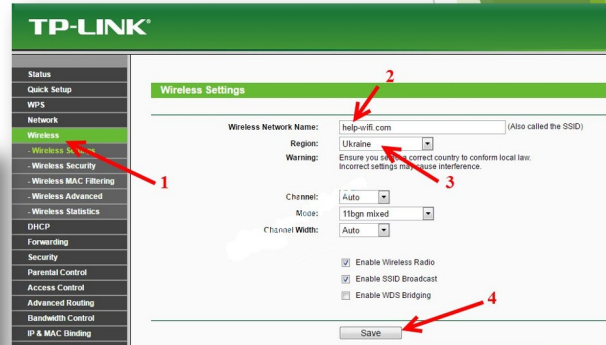 TP-LINK®
Status
Quick Setup
WPS
Network
Wireless
- Wireless Settings
- Wireless Security
- Wireless MAC Filtering
- Wireless Advanced
- Wireless Statistics
DHCP
Forwarding
Security
Parental Control
Access Control
Advanced Routing
Bandwidth Control
IP & MAC Binding
1
Wireless Settings
2
Wireless Network Name: help-wifi.com (Also called the SSID)
Region: Ukraine
Warning: Ensure you select a correct country to conform local law.
Incorrect settings may cause interference.
3
Channel: Auto
Mode: 11bgn mixed
Channel Width: Auto
Enable Wireless Radio
Enable SSID Broadcast
Enable WDS Bridging
4
Save